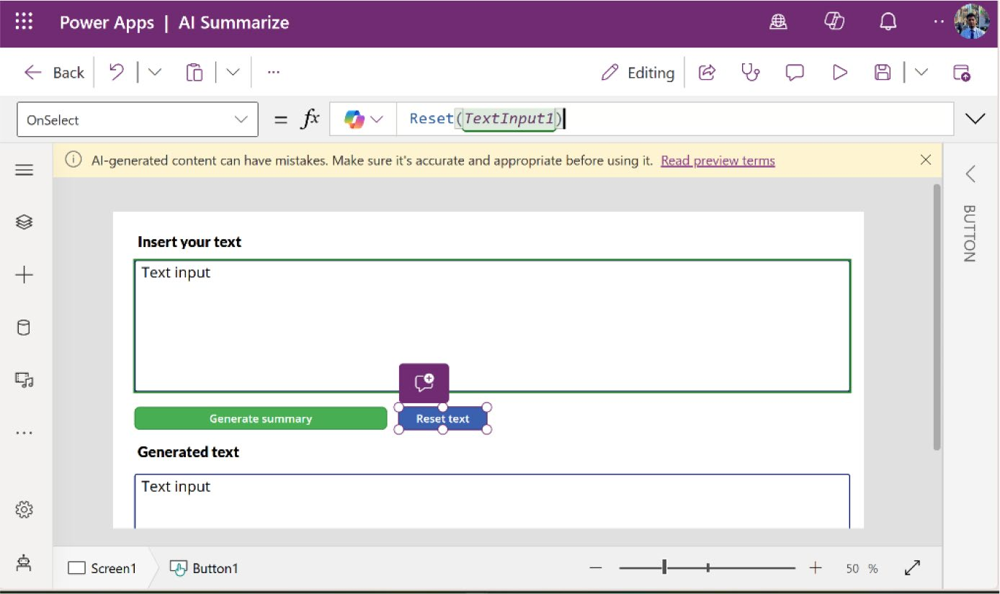 Power Apps | AI Summarize
Back
Editing
OnSelect
= fx
Reset(TextInput1)
AI-generated content can have mistakes. Make sure it's accurate and appropriate before using it. Read preview terms
BUTTON
Insert your text
Text input
Generate summary
Reset text
Generated text
Text input
Screen1
Button1
50 %